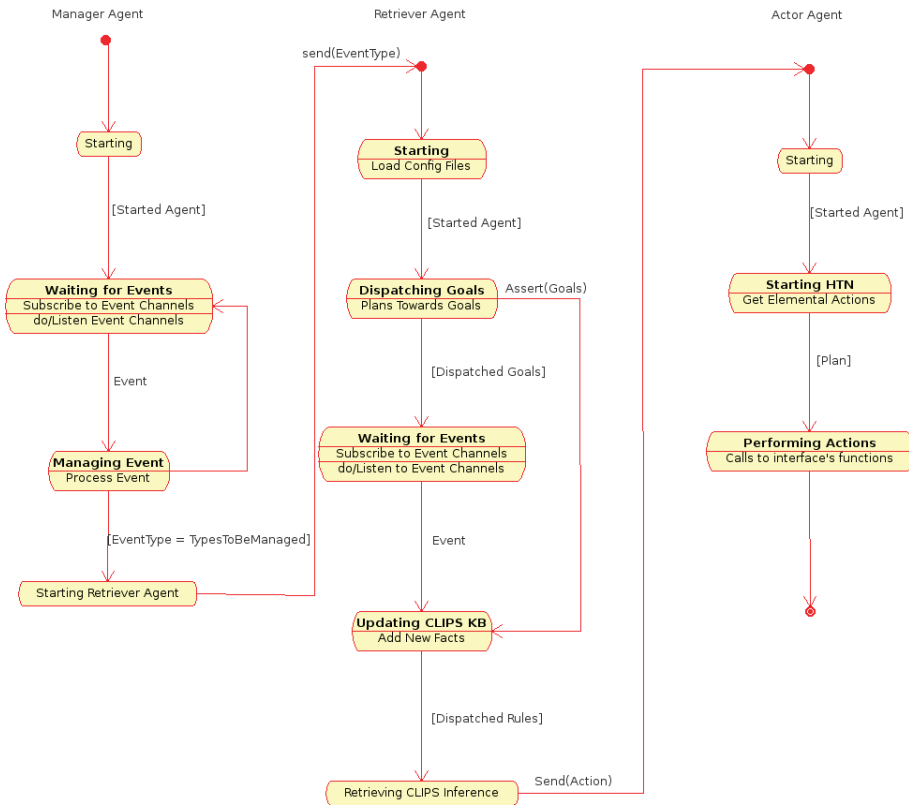 Manager Agent
Retriever Agent
Actor Agent
send(EventType)
Starting
[Started Agent]
Waiting for Events
Subscribe to Event Channels
do/Listen Event Channels
Event
Managing Event
Process Event
[EventType = TypesToBeManaged]
Starting Retriever Agent
Starting
Load Config Files
[Started Agent]
Dispatching Goals
Plans Towards Goals
Assert(Goals)
[Dispatched Goals]
Waiting for Events
Subscribe to Event Channels
do/Listen to Event Channels
Event
Updating CLIPS KB
Add New Facts
[Dispatched Rules]
Retrieving CLIPS Inference
Send(Action)
Starting
[Started Agent]
Starting HTN
Get Elemental Actions
[Plan]
Performing Actions
Calls to interface's functions